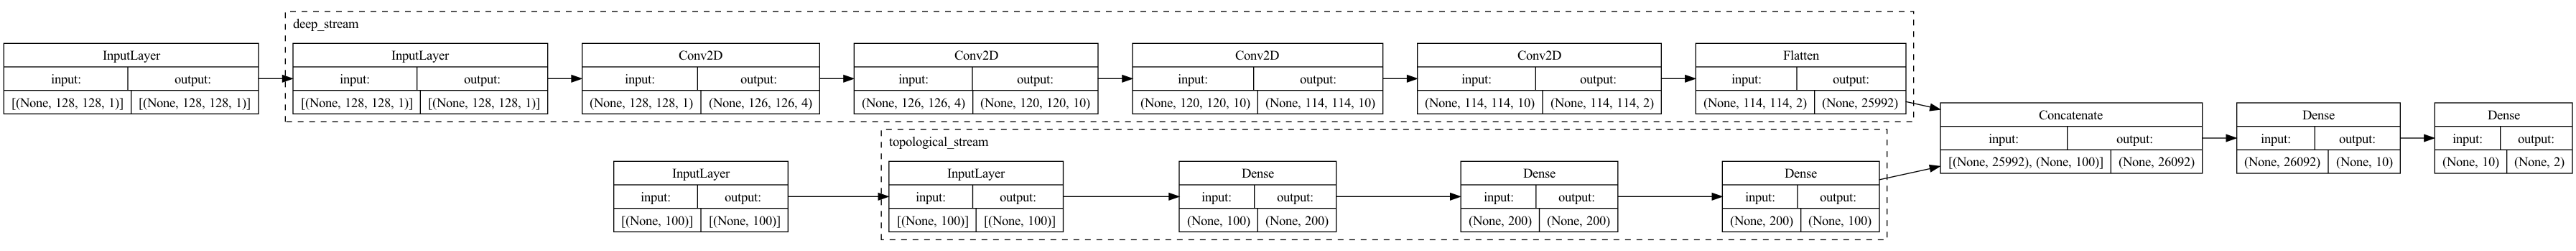 deep_stream
InputLayer
input: output:
[(None, 128, 128, 1)] [(None, 128, 128, 1)]
InputLayer
input: output:
[(None, 128, 128, 1)] [(None, 128, 128, 1)]
Conv2D
input: output:
(None, 128, 128, 1) (None, 126, 126, 4)
Conv2D
input: output:
(None, 126, 126, 4) (None, 120, 120, 10)
Conv2D
input: output:
(None, 120, 120, 10) (None, 114, 114, 10)
Conv2D
input: output:
(None, 114, 114, 10) (None, 114, 114, 2)
Flatten
input: output:
(None, 114, 114, 2) (None, 25992)
topological_stream
InputLayer
input: output:
[(None, 100)] [(None, 100)]
InputLayer
input: output:
[(None, 100)] [(None, 100)]
Dense
input: output:
(None, 100) (None, 200)
Dense
input: output:
(None, 200) (None, 200)
Dense
input: output:
(None, 200) (None, 100)
Concatenate
input: output:
[(None, 25992), (None, 100)] (None, 26092)
Dense
input: output:
(None, 26092) (None, 10)
Dense
input: output:
(None, 10) (None, 2)